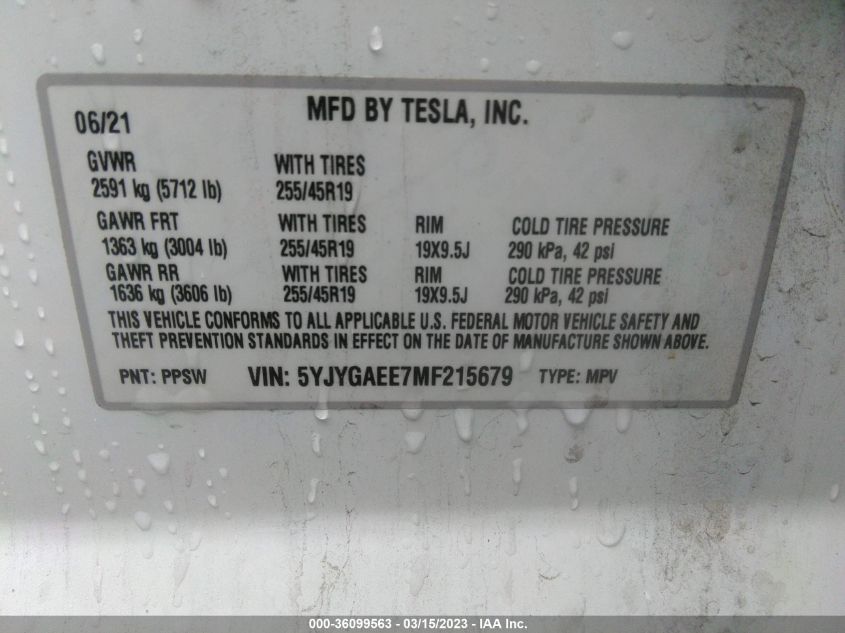 06/21 MFD BY TESLA, INC.
GVWR WITH TIRES
2591 kg (5712 lb) 255/45R19
GAWR FRT WITH TIRES RIM COLD TIRE PRESSURE
1363 kg (3004 lb) 255/45R19 19X9.5J 290 kPa, 42 psi
GAWR RR WITH TIRES RIM COLD TIRE PRESSURE
1636 kg (3606 lb) 255/45R19 19X9.5J 290 kPa, 42 psi
THIS VEHICLE CONFORMS TO ALL APPLICABLE U.S. FEDERAL MOTOR VEHICLE SAFETY AND
THEFT PREVENTION STANDARDS IN EFFECT ON THE DATE OF MANUFACTURE SHOWN ABOVE.
PNT: PPSW VIN: 5YJYGAEE7MF215679 TYPE: MPV
000-36099563 - 03/15/2023 - IAA Inc.